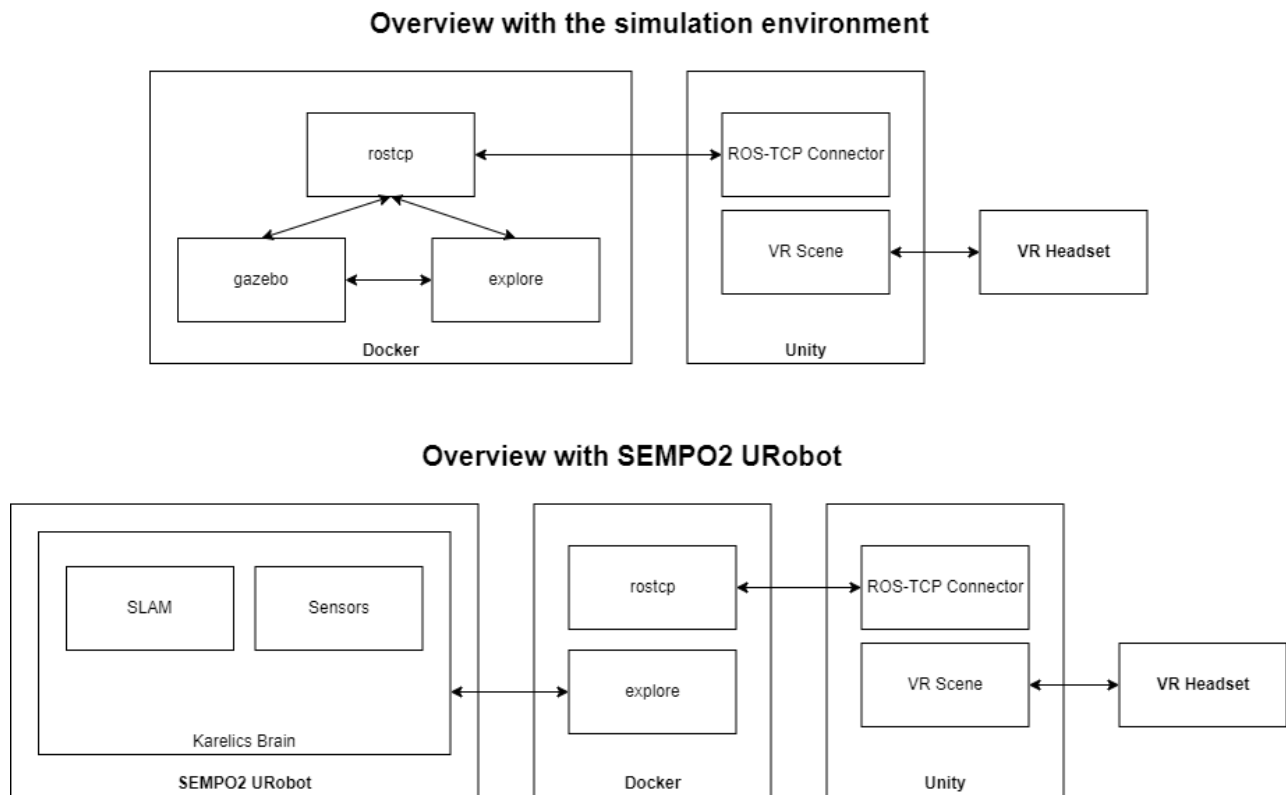 Overview with the simulation environment
rostcp
ROS-TCP Connector
gazebo
explore
VR Scene
VR Headset
Docker
Unity
Overview with SEMPO2 URobot
SLAM
Sensors
rostcp
ROS-TCP Connector
explore
VR Scene
VR Headset
Karelics Brain
SEMPO2 URobot
Docker
Unity